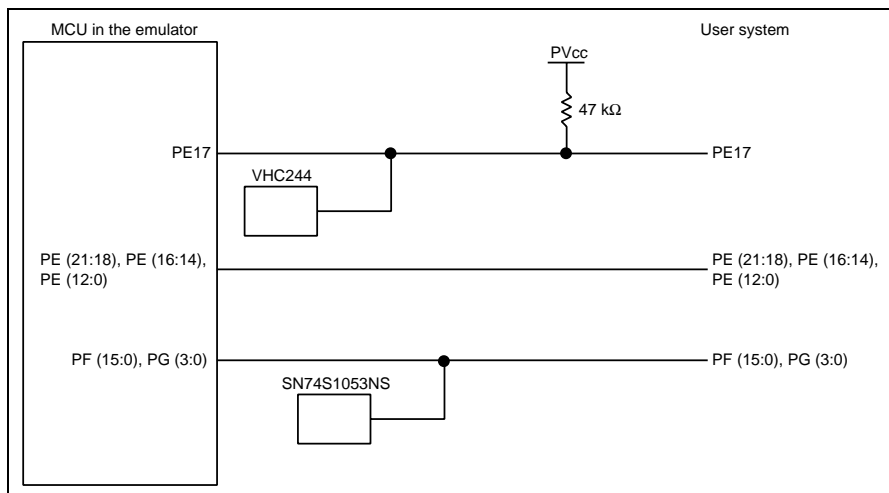 MCU in the emulator
User system
PVcc
47 kΩ
PE17
PE17
VHC244
PE (21:18), PE (16:14),
PE (12:0)
PE (21:18), PE (16:14),
PE (12:0)
PF (15:0), PG (3:0)
PF (15:0), PG (3:0)
SN74S1053NS